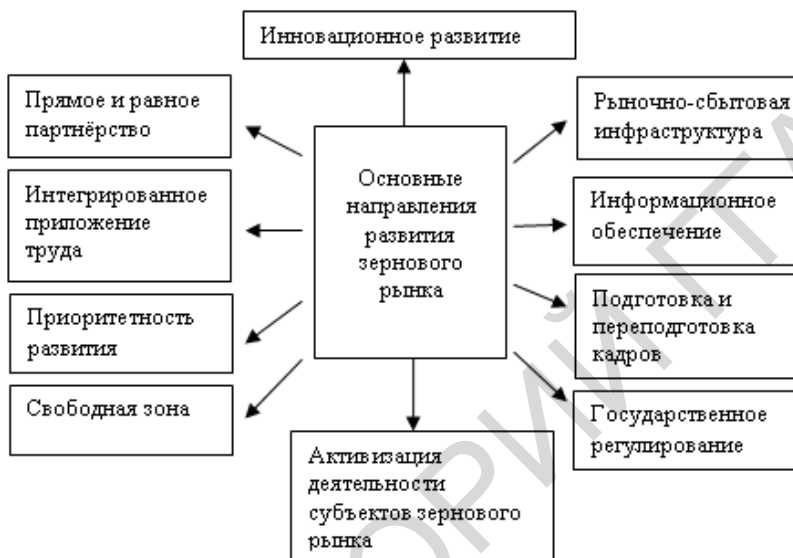 Инновационное развитие
Прямое и равное
партнёрство
Интегрированное
приложение
труда
Приоритетность
развития
Свободная зона
Основные
направления
развития
зернового
рынка
Рыночно-сбытовая
инфраструктура
Информационное
обеспечение
Подготовка и
переподготовка
кадров
Государственное
регулирование
Активизация
деятельности
субъектов зернового
рынка